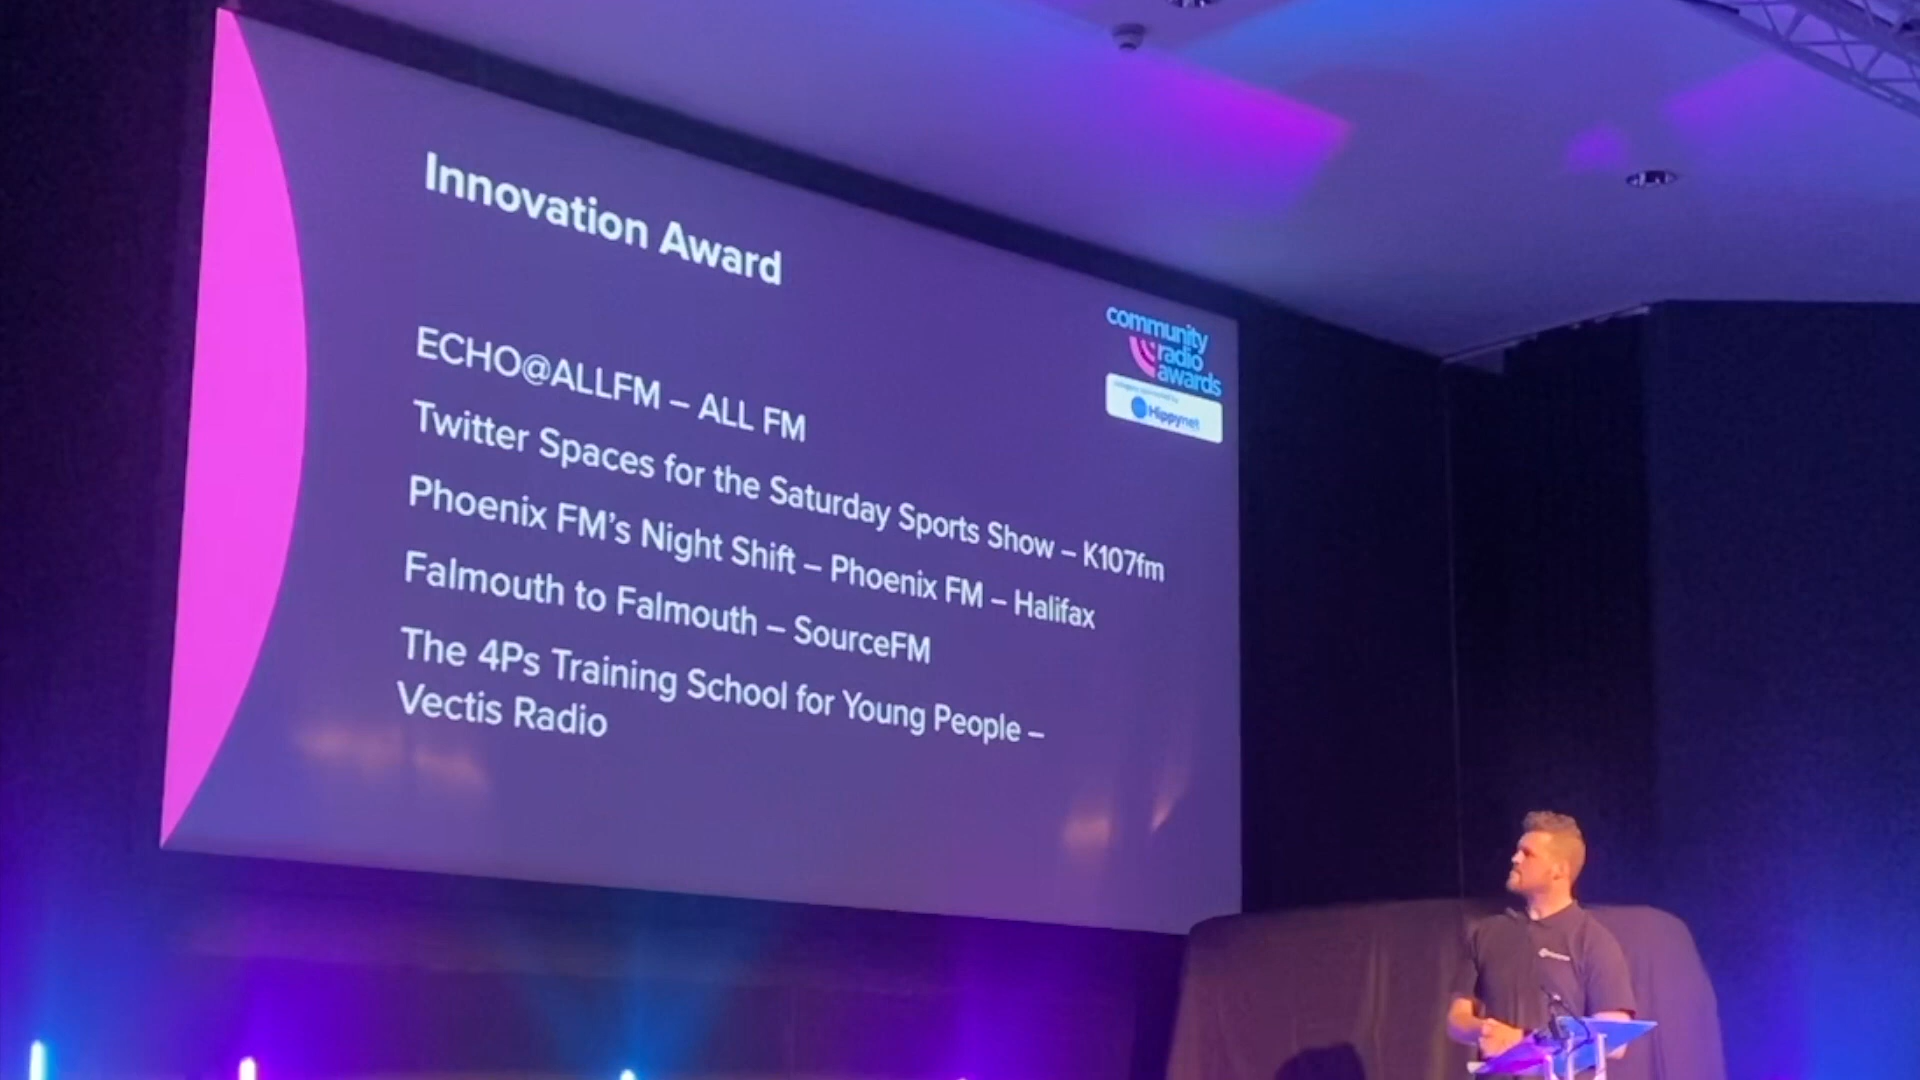 Innovation Award
ECHO@ALLFM – ALL FM
Twitter Spaces for the Saturday Sports Show – K107fm
Phoenix FM’s Night Shift – Phoenix FM – Halifax
Falmouth to Falmouth – SourceFM
The 4Ps Training School for Young People –
Vectis Radio
community
radio
awards
Hippynet